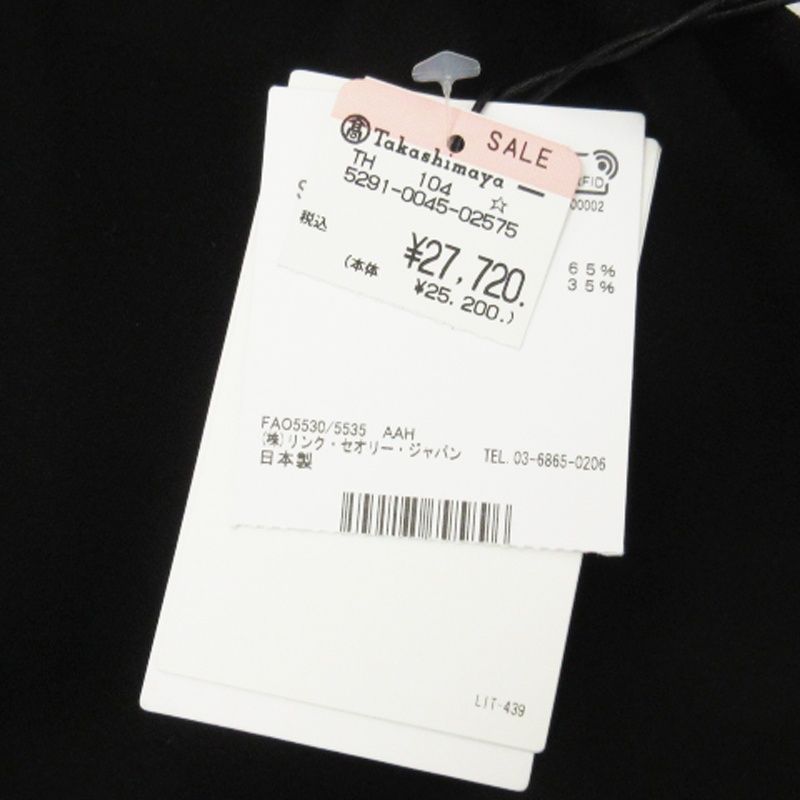 SALE
髙 Takashimaya
TH 104 ☆
5291-0045-02575
税込
¥27,720.
(本体 ¥25,200.)
00002
65%
35%
FAO5530/5535 AAH
(株)リンク・セオリー・ジャパン TEL. 03-6865-0206
日本製
LIT-439